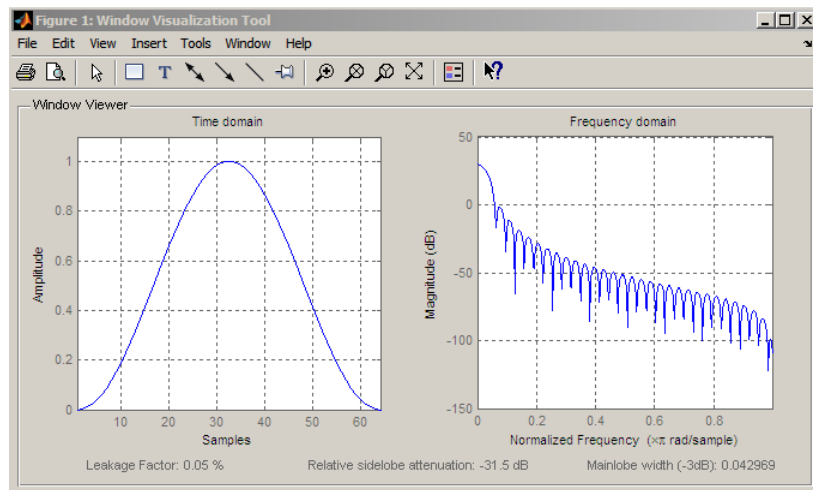 Figure 1: Window Visualization Tool
File Edit View Insert Tools Window Help
Window Viewer
Time domain
Amplitude
1
0.8
0.6
0.4
0.2
0
10 20 30 40 50 60
Samples
Frequency domain
Magnitude (dB)
50
0
-50
-100
-150
0 0.2 0.4 0.6 0.8
Normalized Frequency (×π rad/sample)
Leakage Factor: 0.05 % Relative sidelobe attenuation: -31.5 dB Mainlobe width (-3dB): 0.042969